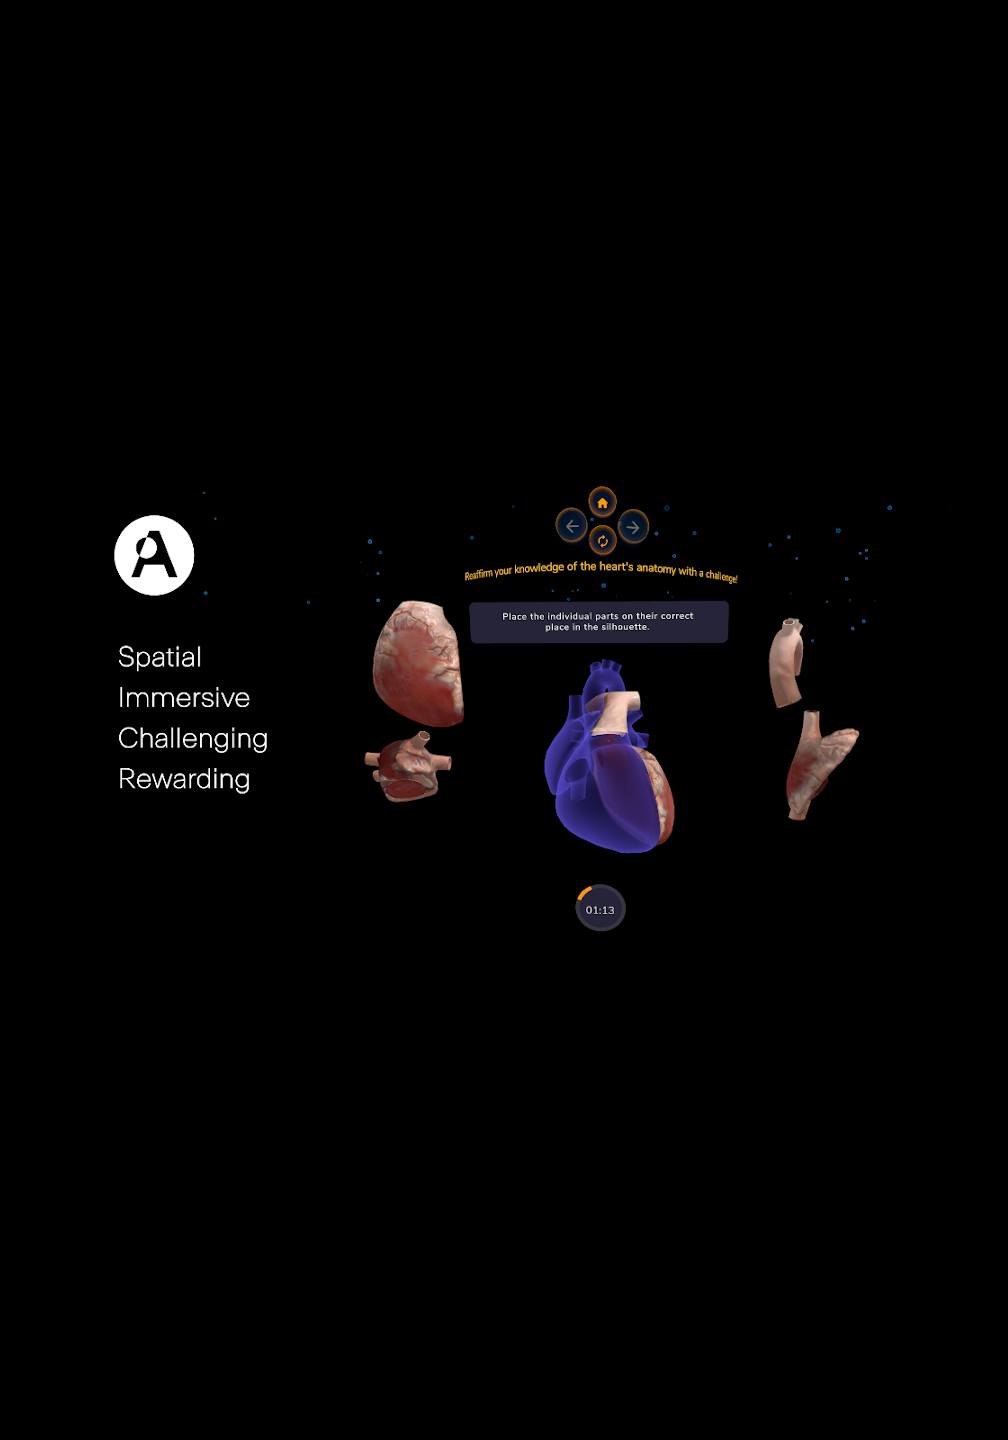 A
Spatial
Immersive
Challenging
Rewarding
Reaffirm your knowledge of the heart's anatomy with a challenge!
Place the individual parts on their correct
place in the silhouette.
01:13